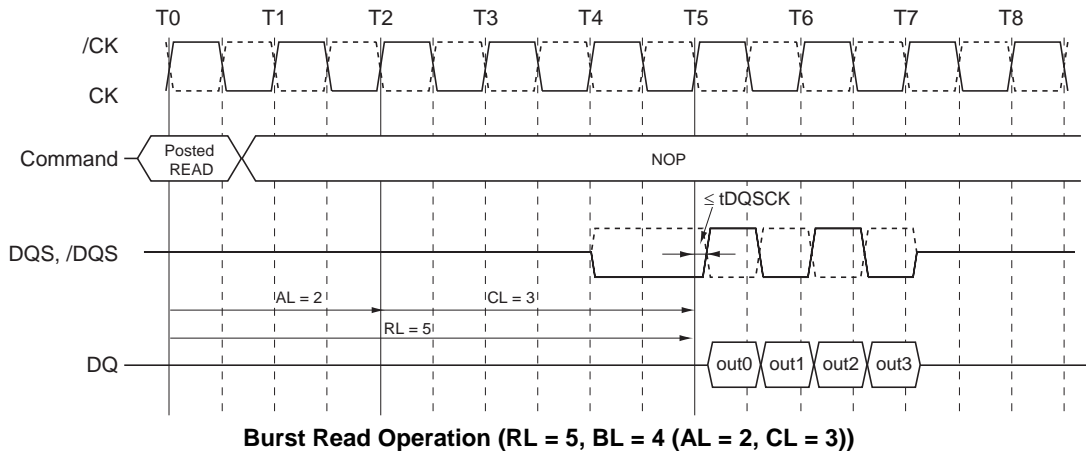 T0 T1 T2 T3 T4 T5 T6 T7 T8
/CK
CK
Command
Posted
READ
NOP
≤ tDQSCK
DQS, /DQS
AL = 2
CL = 3
RL = 5
DQ
out0 out1 out2 out3
Burst Read Operation (RL = 5, BL = 4 (AL = 2, CL = 3))